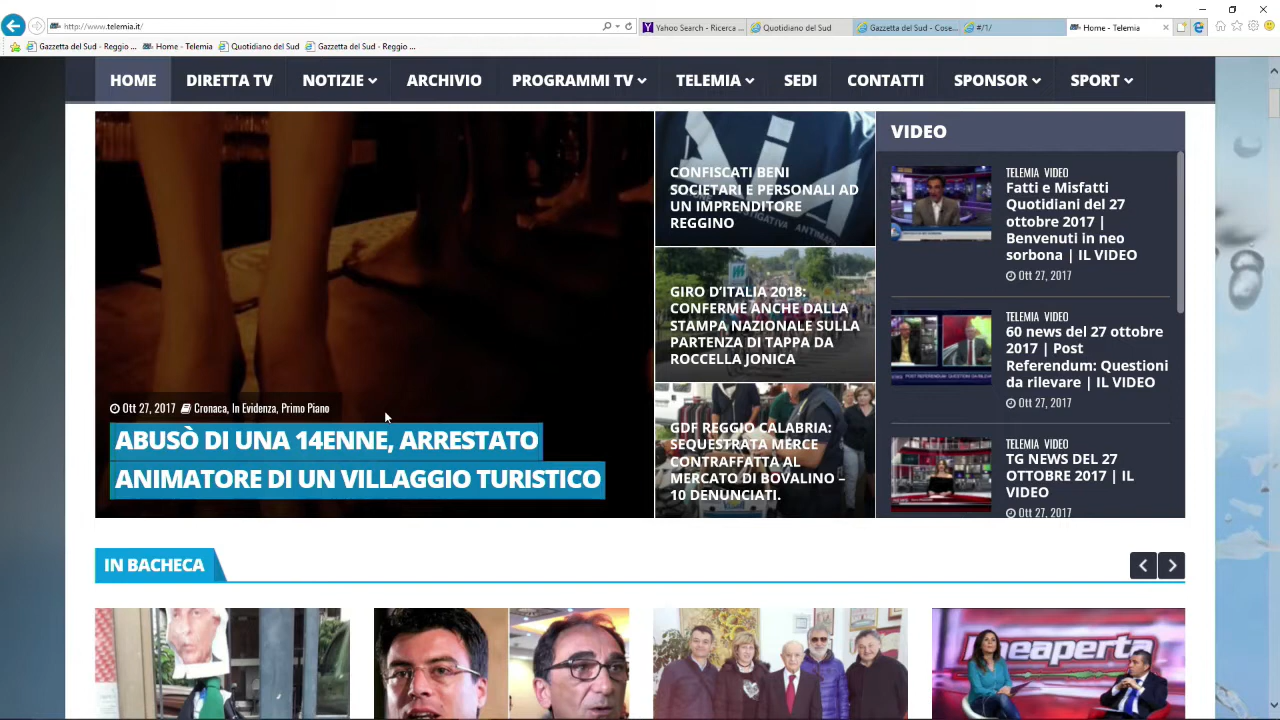 http://www.telemia.it/
Yahoo Search - Ricerca ...
Quotidiano del Sud
Gazzetta del Sud - Cose...
#/1/
Home - Telemia
Gazzetta del Sud - Reggio ...
Home - Telemia
Quotidiano del Sud
Gazzetta del Sud - Reggio ...
HOME
DIRETTA TV
NOTIZIE
ARCHIVIO
PROGRAMMI TV
TELEMIA
SEDI
CONTATTI
SPONSOR
SPORT
Ott 27, 2017 Cronaca, In Evidenza, Primo Piano
ABUSÒ DI UNA 14ENNE, ARRESTATO
ANIMATORE DI UN VILLAGGIO TURISTICO
CONFISCATI BENI
SOCIETARI E PERSONALI AD
UN IMPRENDITORE
REGGINO
GIRO D'ITALIA 2018:
CONFERME ANCHE DALLA
STAMPA NAZIONALE SULLA
PARTENZA DI TAPPA DA
ROCCELLA JONICA
GDF REGGIO CALABRIA:
SEQUESTRATA MERCE
CONTRAFFATTA AL
MERCATO DI BOVALINO –
10 DENUNCIATI.
VIDEO
TELEMIA VIDEO
Fatti e Misfatti
Quotidiani del 27
ottobre 2017 |
Benvenuti in neo
sorbona | IL VIDEO
Ott 27, 2017
TELEMIA VIDEO
60 news del 27 ottobre
2017 | Post
Referendum: Questioni
da rilevare | IL VIDEO
Ott 27, 2017
TELEMIA VIDEO
TG NEWS DEL 27
OTTOBRE 2017 | IL
VIDEO
Ott 27, 2017
IN BACHECA
neaperta